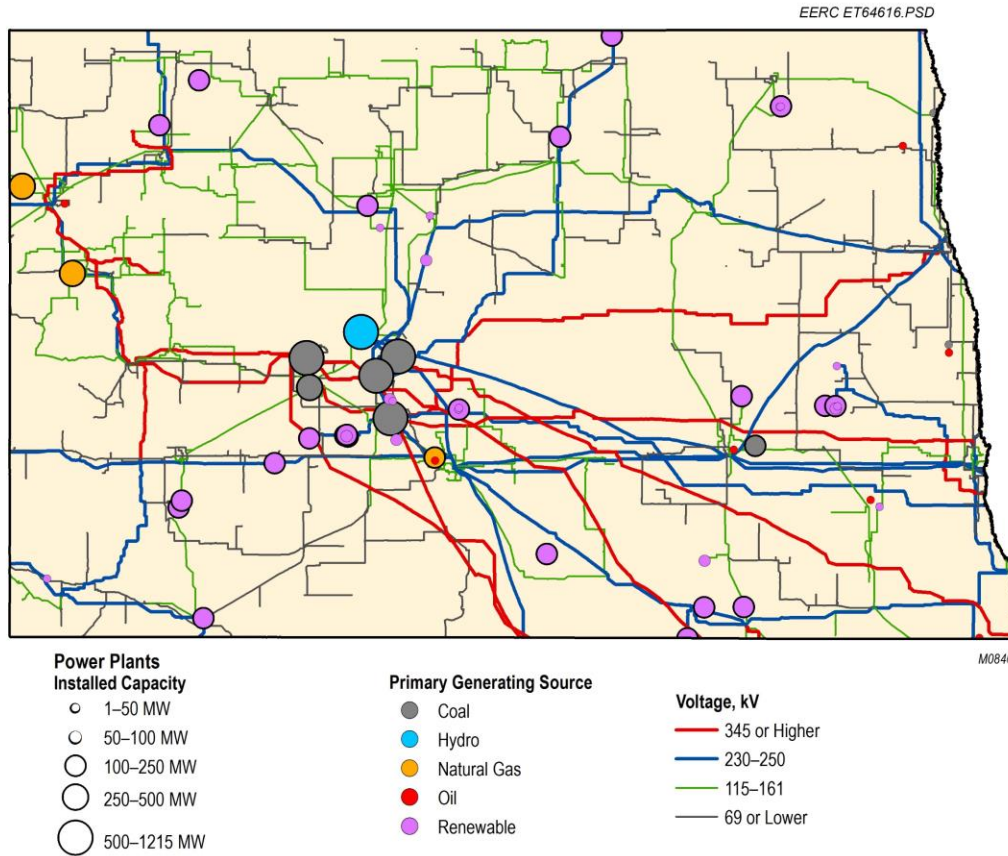 EERC ET64616.PSD
Power Plants
Installed Capacity
1–50 MW
50–100 MW
100–250 MW
250–500 MW
500–1215 MW
Primary Generating Source
Coal
Hydro
Natural Gas
Oil
Renewable
Voltage, kV
345 or Higher
230–250
115–161
69 or Lower